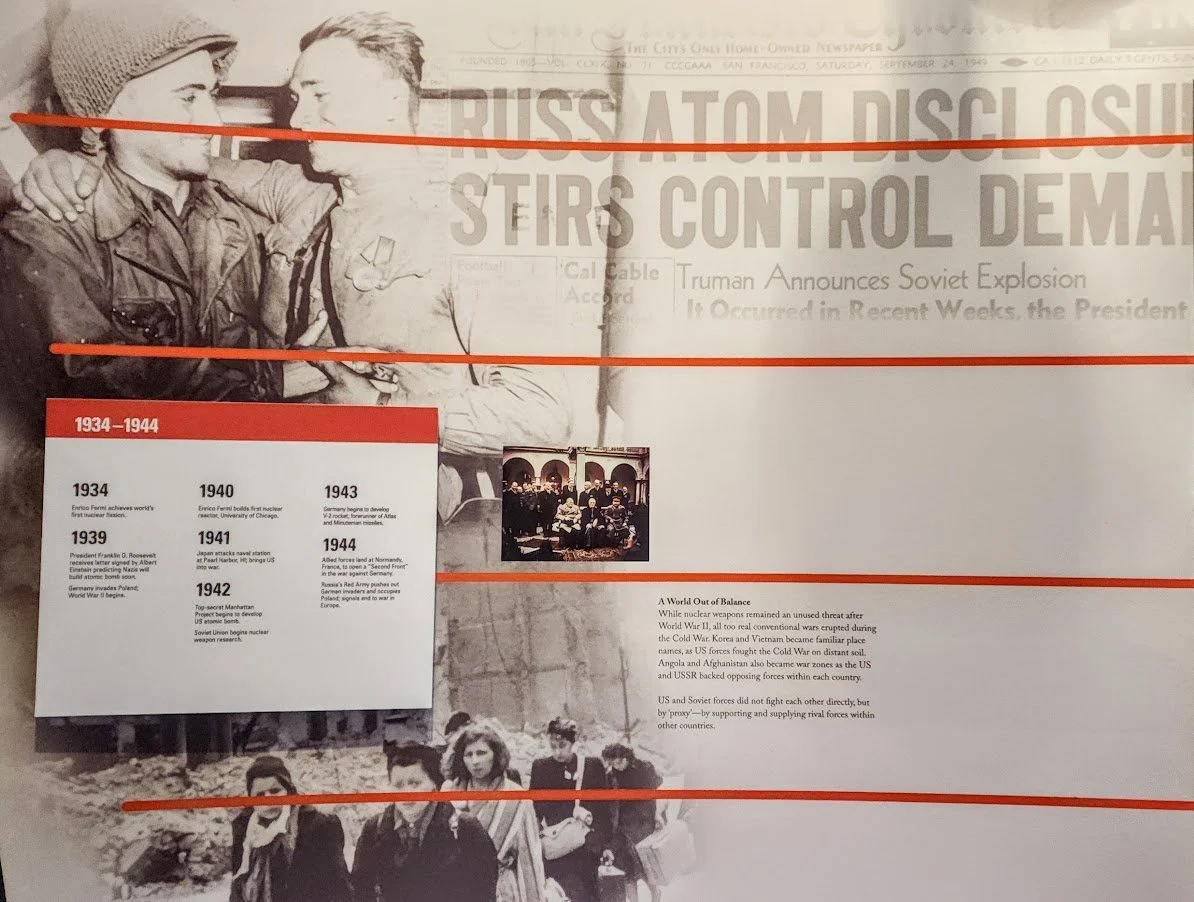 THE CITY'S ONLY HOME-OWNED NEWSPAPER
FOUNDED 1865—VOL. CLXIX, NO. 71 CCCCAAA SAN FRANCISCO, SATURDAY, SEPTEMBER 24, 1949 DAILY 7 CENTS,
RUSS ATOM DISCLOSU
STIRS CONTROL DEMA
Football
'Cal Cable
Accord
Truman Announces Soviet Explosion
It Occurred in Recent Weeks, the President
1934–1944
1934
Enrico Fermi achieves world's
first nuclear fission.
1939
President Franklin D. Roosevelt
receives letter signed by Albert
Einstein predicting Nazis will
build atomic bomb soon.
Germany invades Poland;
World War II begins.
1940
Enrico Fermi builds first nuclear
reactor, University of Chicago.
1941
Japan attacks naval station
at Pearl Harbor, HI; brings US
into war.
1942
Top-secret Manhattan
Project begins to develop
US atomic bomb.
Soviet Union begins nuclear
weapon research.
1943
Germany begins to develop
V-2 rocket, forerunner of Atlas
and Minuteman missiles.
1944
Allied forces land at Normandy,
France, to open a "Second Front"
in the war against Germany.
Russia's Red Army pushes out
German invaders and occupies
Poland; signals end to war in
Europe.
A World Out of Balance
While nuclear weapons remained an unused threat after
World War II, all too real conventional wars erupted during
the Cold War. Korea and Vietnam became familiar place
names, as US forces fought the Cold War on distant soil.
Angola and Afghanistan also became war zones as the US
and USSR backed opposing forces within each country.
US and Soviet forces did not fight each other directly, but
by 'proxy'—by supporting and supplying rival forces within
other countries.